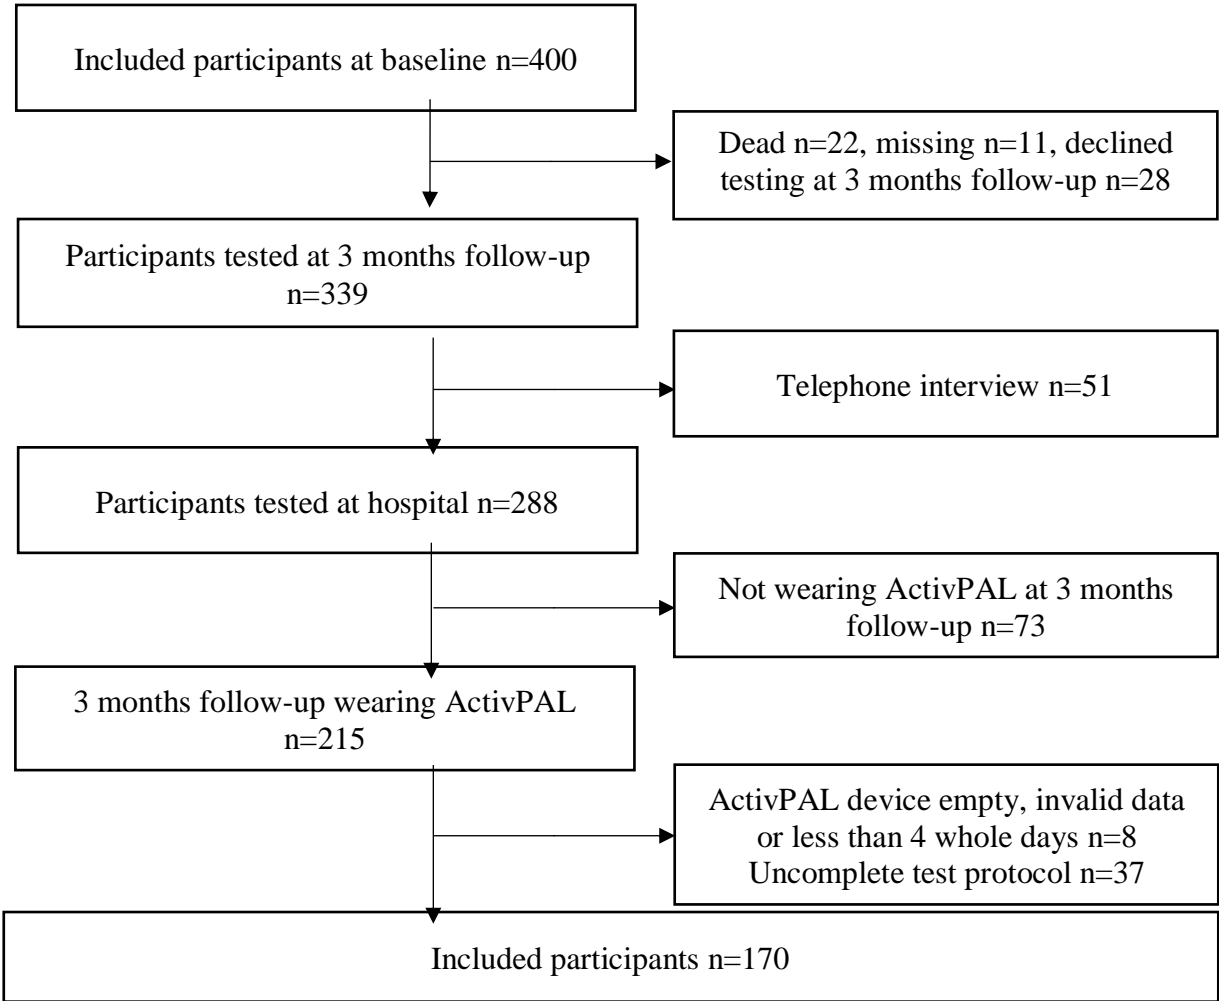 Included participants at baseline n=400
Dead n=22, missing n=11, declined
testing at 3 months follow-up n=28
Participants tested at 3 months follow-up
n=339
Telephone interview n=51
Participants tested at hospital n=288
Not wearing ActivPAL at 3 months
follow-up n=73
3 months follow-up wearing ActivPAL
n=215
ActivPAL device empty, invalid data
or less than 4 whole days n=8
Uncomplete test protocol n=37
Included participants n=170